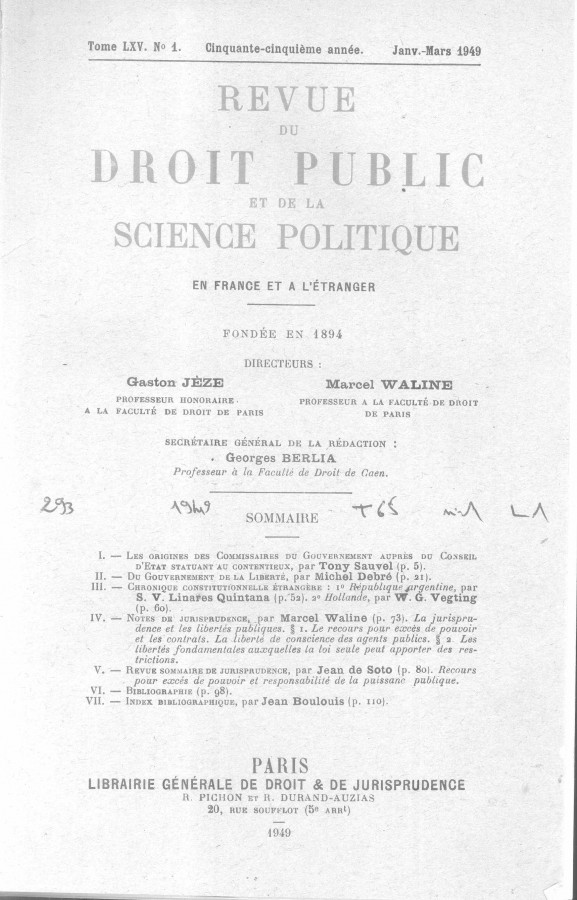 Tome LXV. No 1. Cinquante-cinquième année. Janv.-Mars 1949
REVUE
DU
DROIT PUBLIC
ET DE LA
SCIENCE POLITIQUE
EN FRANCE ET A L'ÉTRANGER
FONDÉE EN 1894
DIRECTEURS :
Gaston JÈZE Marcel WALINE
PROFESSEUR HONORAIRE PROFESSEUR A LA FACULTÉ DE DROIT
A LA FACULTÉ DE DROIT DE PARIS DE PARIS
SECRÉTAIRE GÉNÉRAL DE LA RÉDACTION :
Georges BERLIA
Professeur à la Faculté de Droit de Caen.
293 1949 T65 n-1 L1
SOMMAIRE
I. — LES ORIGINES DES COMMISSAIRES DU GOUVERNEMENT AUPRÈS DU CONSEIL
D'ETAT STATUANT AU CONTENTIEUX, par Tony Sauvel (p. 5).
II. — DU GOUVERNEMENT DE LA LIBERTÉ, par Michel Debré (p. 21).
III. — CHRONIQUE CONSTITUTIONNELLE ÉTRANGÈRE : 1º République argentine, par
S. V. Linares Quintana (p. 52). 2º Hollande, par W. G. Vegting
(p. 60).
IV. — NOTES DE JURISPRUDENCE, par Marcel Waline (p. 73). La jurispru-
dence et les libertés publiques. § 1. Le recours pour excès de pouvoir
et les contrats. La liberté de conscience des agents publics. § 2. Les
libertés fondamentales auxquelles la loi seule peut apporter des res-
trictions.
V. — REVUE SOMMAIRE DE JURISPRUDENCE, par Jean de Soto (p. 80). Recours
pour excès de pouvoir et responsabilité de la puissanc publique.
VI. — BIBLIOGRAPHIE (p. 98).
VII. — INDEX BIBLIOGRAPHIQUE, par Jean Boulouis (p. 110).
PARIS
LIBRAIRIE GÉNÉRALE DE DROIT & DE JURISPRUDENCE
R. PICHON ET R. DURAND-AUZIAS
20, RUE SOUFFLOT (5e ARRt)
1949